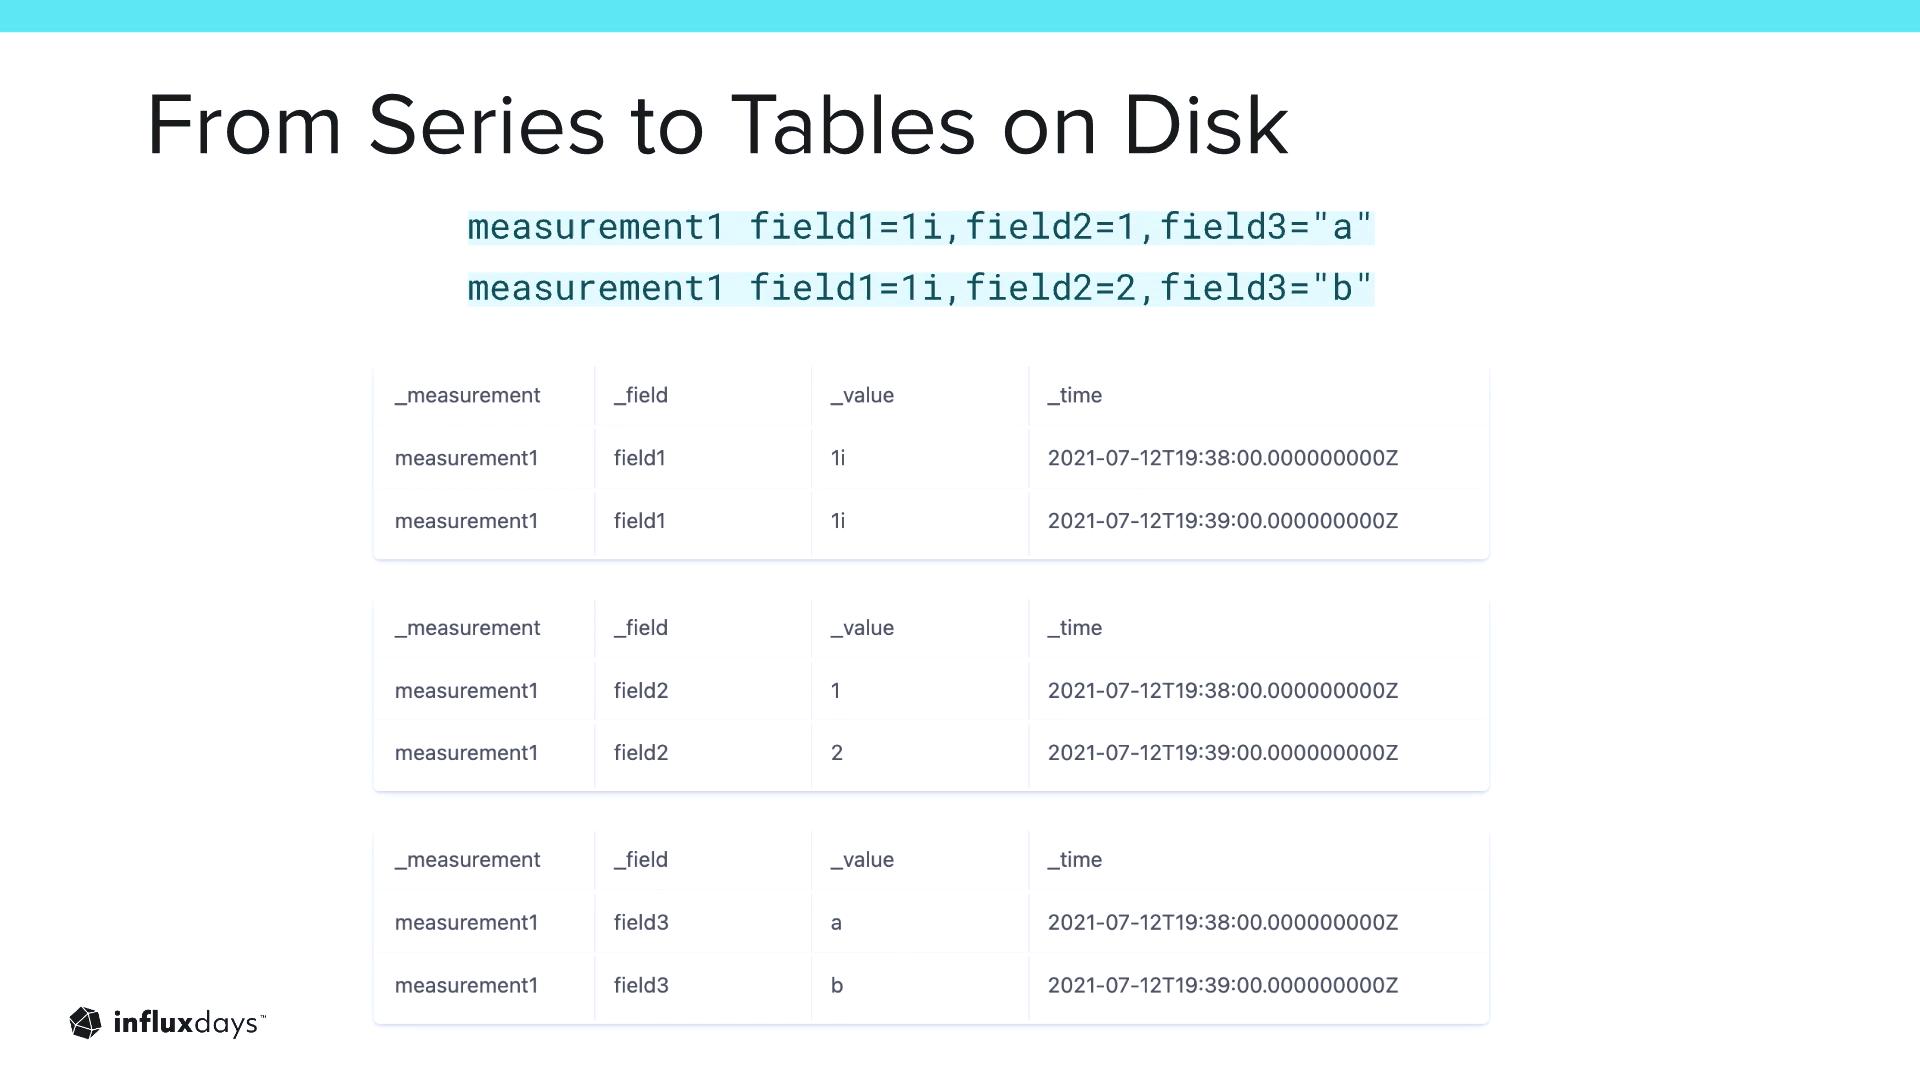 From Series to Tables on Disk
measurement1 field1=1i,field2=1,field3="a"
measurement1 field1=1i,field2=2,field3="b"
_measurement _field _value _time
measurement1 field1 1i 2021-07-12T19:38:00.000000000Z
measurement1 field1 1i 2021-07-12T19:39:00.000000000Z
_measurement _field _value _time
measurement1 field2 1 2021-07-12T19:38:00.000000000Z
measurement1 field2 2 2021-07-12T19:39:00.000000000Z
_measurement _field _value _time
measurement1 field3 a 2021-07-12T19:38:00.000000000Z
measurement1 field3 b 2021-07-12T19:39:00.000000000Z
influxdays™